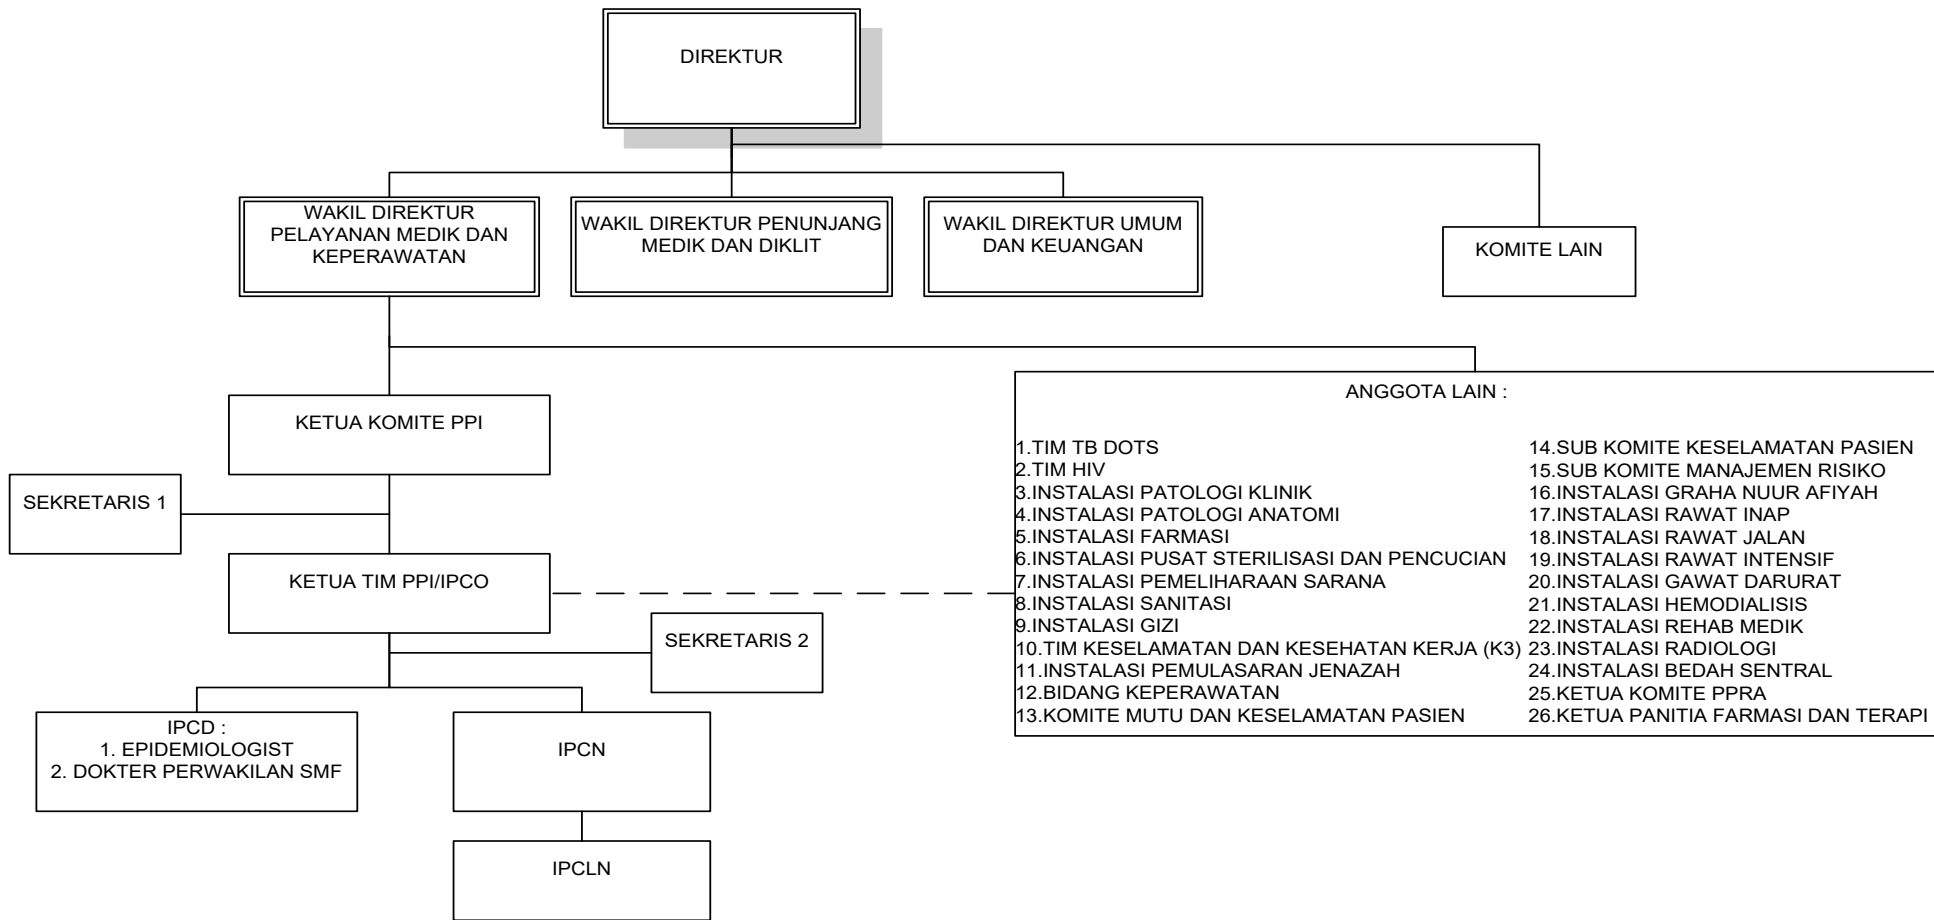 DIREKTUR
WAKIL DIREKTUR
PELAYANAN MEDIK DAN
KEPERAWATAN
WAKIL DIREKTUR PENUNJANG
MEDIK DAN DIKLIT
WAKIL DIREKTUR UMUM
DAN KEUANGAN
KOMITE LAIN
KETUA KOMITE PPI
SEKRETARIS 1
KETUA TIM PPI/IPCO
SEKRETARIS 2
IPCD :
1. EPIDEMIOLOGIST
2. DOKTER PERWAKILAN SMF
IPCN
IPCLN
ANGGOTA LAIN :
1.TIM TB DOTS
2.TIM HIV
3.INSTALASI PATOLOGI KLINIK
4.INSTALASI PATOLOGI ANATOMI
5.INSTALASI FARMASI
6.INSTALASI PUSAT STERILISASI DAN PENCUCIAN
7.INSTALASI PEMELIHARAAN SARANA
8.INSTALASI SANITASI
9.INSTALASI GIZI
10.TIM KESELAMATAN DAN KESEHATAN KERJA (K3)
11.INSTALASI PEMULASARAN JENAZAH
12.BIDANG KEPERAWATAN
13.KOMITE MUTU DAN KESELAMATAN PASIEN
14.SUB KOMITE KESELAMATAN PASIEN
15.SUB KOMITE MANAJEMEN RISIKO
16.INSTALASI GRAHA NUUR AFIYAH
17.INSTALASI RAWAT INAP
18.INSTALASI RAWAT JALAN
19.INSTALASI RAWAT INTENSIF
20.INSTALASI GAWAT DARURAT
21.INSTALASI HEMODIALISIS
22.INSTALASI REHAB MEDIK
23.INSTALASI RADIOLOGI
24.INSTALASI BEDAH SENTRAL
25.KETUA KOMITE PPRA
26.KETUA PANITIA FARMASI DAN TERAPI